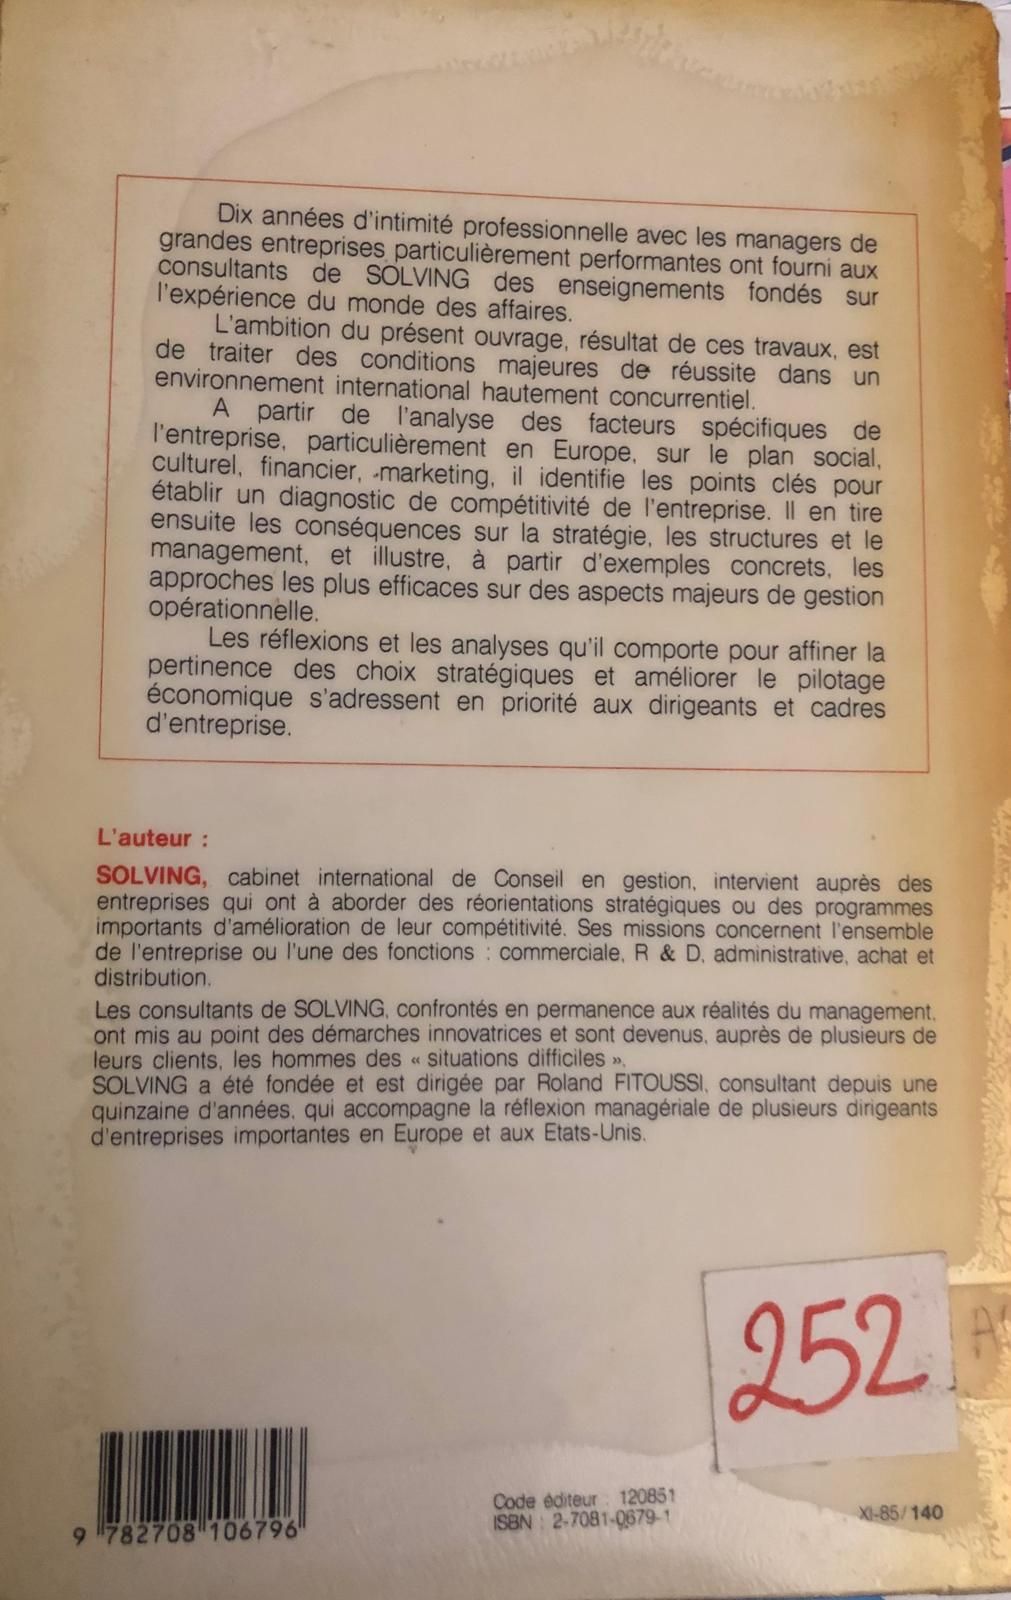 Dix années d'intimité professionnelle avec les managers de
grandes entreprises particulièrement performantes ont fourni aux
consultants de SOLVING des enseignements fondés sur
l'expérience du monde des affaires.
L'ambition du présent ouvrage, résultat de ces travaux, est
de traiter des conditions majeures de réussite dans un
environnement international hautement concurrentiel.
A partir de l'analyse des facteurs spécifiques de
l'entreprise, particulièrement en Europe, sur le plan social,
culturel, financier, marketing, il identifie les points clés pour
établir un diagnostic de compétitivité de l'entreprise. Il en tire
ensuite les conséquences sur la stratégie, les structures et le
management, et illustre, à partir d'exemples concrets, les
approches les plus efficaces sur des aspects majeurs de gestion
opérationnelle.
Les réflexions et les analyses qu'il comporte pour affiner la
pertinence des choix stratégiques et améliorer le pilotage
économique s'adressent en priorité aux dirigeants et cadres
d'entreprise.
L'auteur :
SOLVING, cabinet international de Conseil en gestion, intervient auprès des
entreprises qui ont à aborder des réorientations stratégiques ou des programmes
importants d'amélioration de leur compétitivité. Ses missions concernent l'ensemble
de l'entreprise ou l'une des fonctions : commerciale, R & D, administrative, achat et
distribution.
Les consultants de SOLVING, confrontés en permanence aux réalités du management,
ont mis au point des démarches innovatrices et sont devenus, auprès de plusieurs de
leurs clients, les hommes des « situations difficiles ».
SOLVING a été fondée et est dirigée par Roland FITOUSSI, consultant depuis une
quinzaine d'années, qui accompagne la réflexion managériale de plusieurs dirigeants
d'entreprises importantes en Europe et aux Etats-Unis.
252
Code éditeur : 120851
ISBN : 2-7081-0679-1
XI-85/140
9 782708 106796